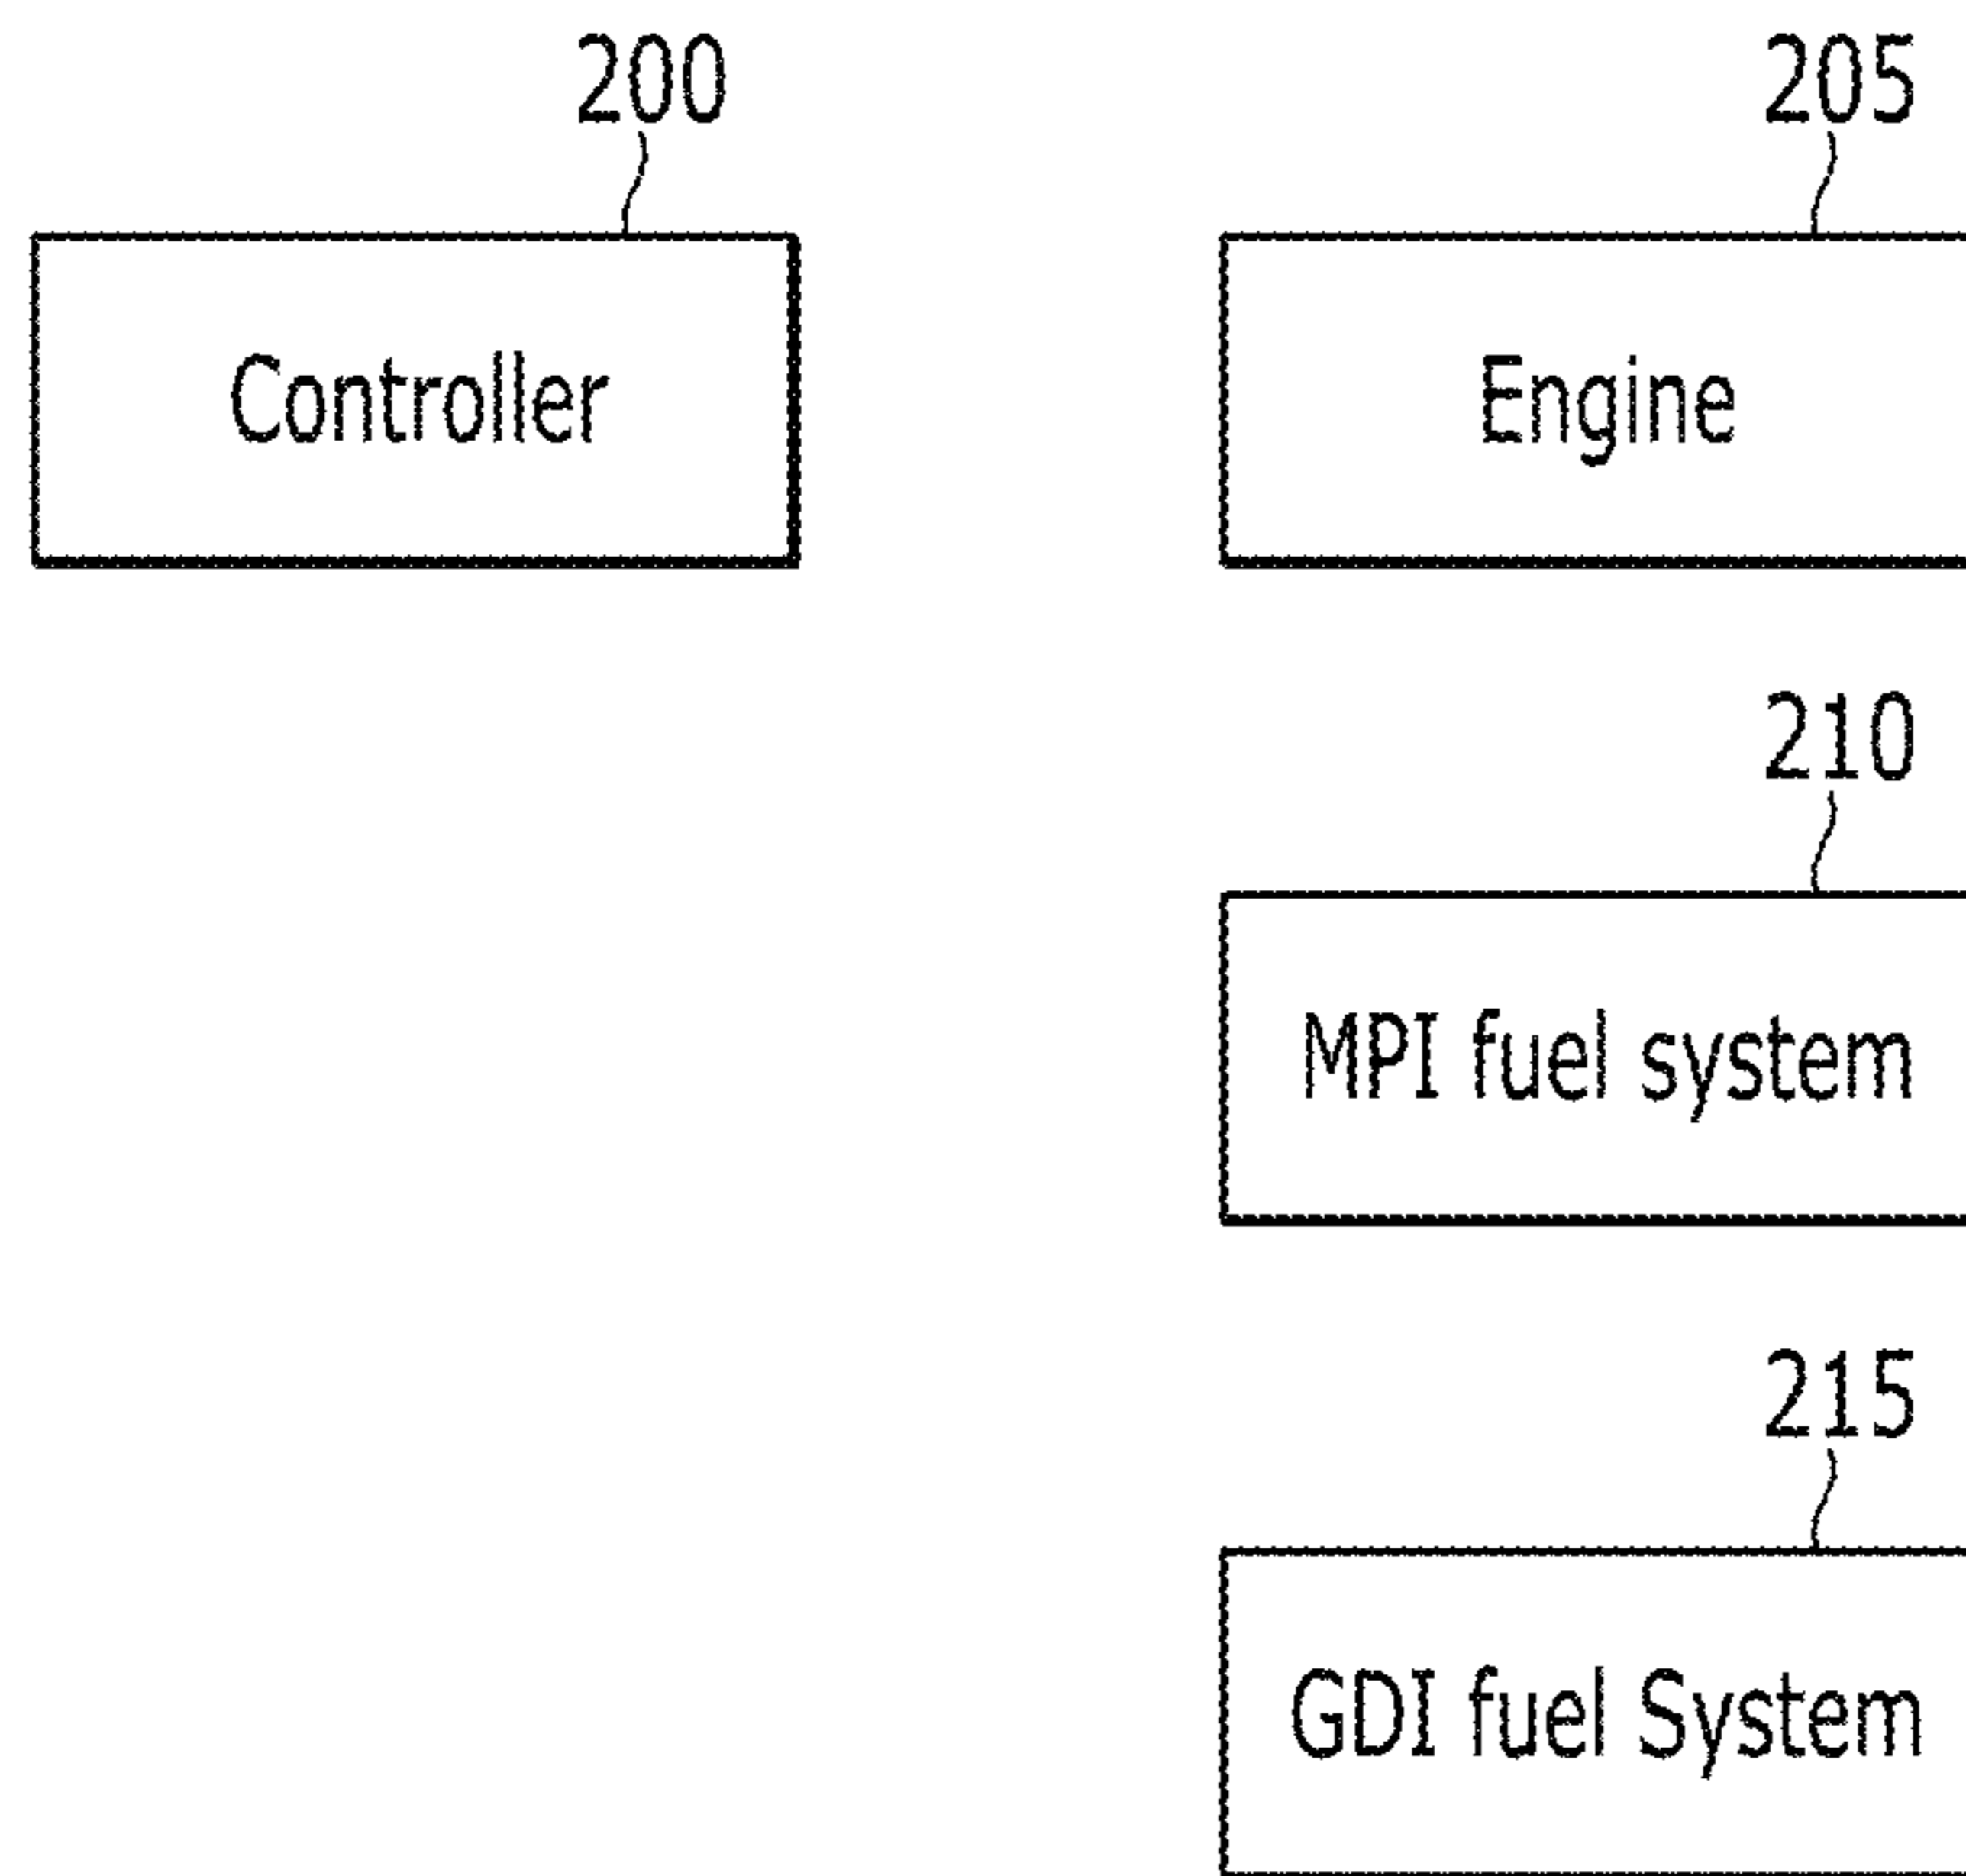 200
205
Controller
Engine
210
MPI fuel system
215
GDI fuel System